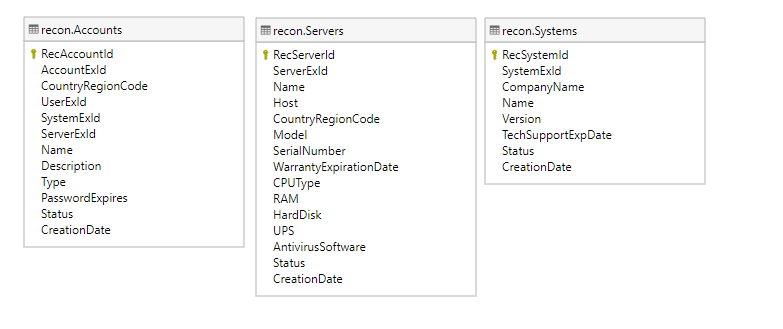 recon.Accounts
RecAccountId
AccountExId
CountryRegionCode
UserExId
SystemExId
ServerExId
Name
Description
Type
PasswordExpires
Status
CreationDate
recon.Servers
RecServerId
ServerExId
Name
Host
CountryRegionCode
Model
SerialNumber
WarrantyExpirationDate
CPUType
RAM
HardDisk
UPS
AntivirusSoftware
Status
CreationDate
recon.Systems
RecSystemId
SystemExId
CompanyName
Name
Version
TechSupportExpDate
Status
CreationDate